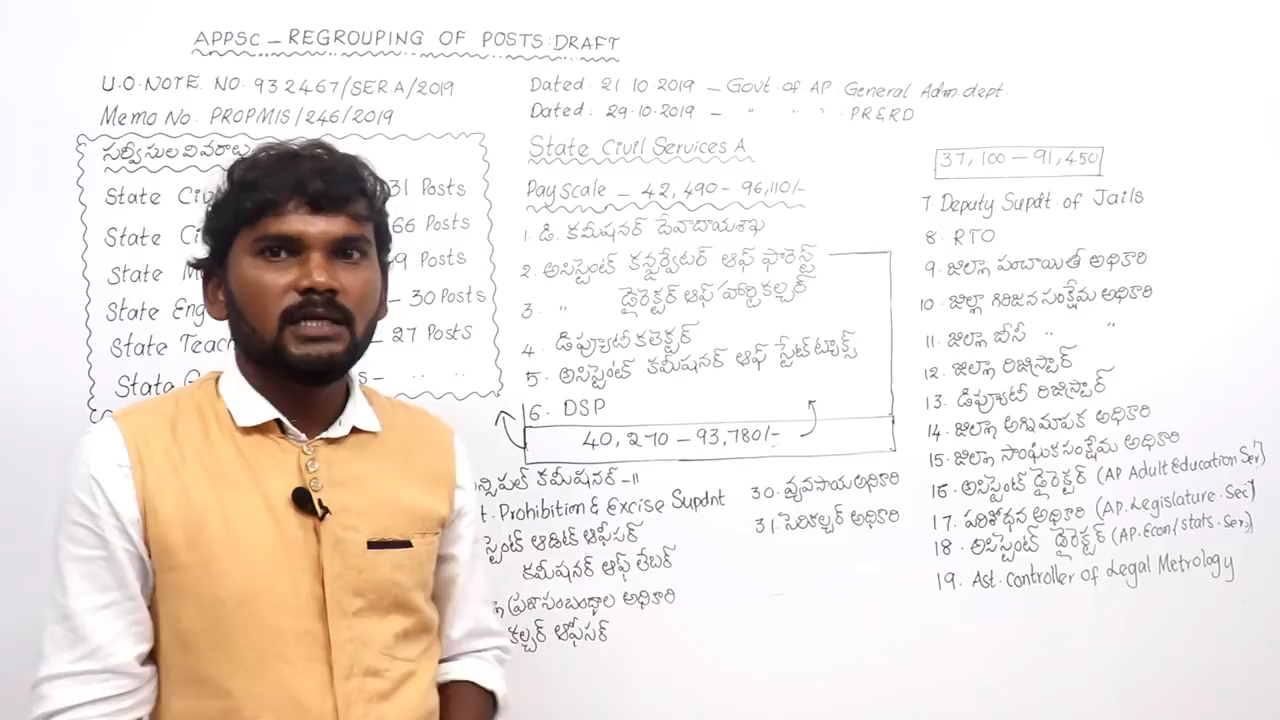 APPSC – REGROUPING OF POSTS:DRAFT
U.O.NOTE. NO. 932467/SER.A/2019
Dated: 21.10.2019 – Govt of AP: General Adm.dept.
Memo No. PROPMIS/246/2019
Dated: 29.10.2019 – " " " : PR&RD
సర్వీసుల వివరాలు
State Civ 31 Posts
State Ci 66 Posts
State M 9 Posts
State Eng – 30 Posts
State Teac – 27 Posts
State G s –
State Civil Services A
Pay Scale – 42,490 – 96,110/-
1. డి. కమీషనర్ దేవాదాయశాఖ
2. అసిస్టెంట్ కన్జర్వేటర్ ఆఫ్ ఫారెస్ట్
3. " డైరెక్టర్ ఆఫ్ హార్టికల్చర్
4. డిప్యూటీ కలెక్టర్
5. అసిస్టెంట్ కమీషనర్ ఆఫ్ స్టేట్ ట్యాక్స్
6. DSP
40,270 – 93,780/-
న్సిపల్ కమీషనర్ – II
t. Prohibition & Excise Supdnt
స్టెంట్ ఆడిట్ ఆఫీసర్
కమీషనర్ ఆఫ్ లేబర్
ప్రజాసంబంధాల అధికారి
కల్చర్ ఆఫీసర్
30. వ్యవసాయ అధికారి
31. సెరికల్చర్ అధికారి
37,100 – 91,450
7. Deputy Supdt. of Jails
8. RTO
9. జిల్లా పంచాయితీ అధికారి
10. జిల్లా గిరిజన సంక్షేమ అధికారి
11. జిల్లా బీసీ " "
12. జిల్లా రిజిస్ట్రార్
13. డిప్యూటీ రిజిస్ట్రార్
14. జిల్లా అగ్నిమాపక అధికారి
15. జిల్లా సాంఘిక సంక్షేమ అధికారి
16. అసిస్టెంట్ డైరెక్టర్ (AP Adult Education Ser)
17. పరిశోధన అధికారి (AP. Legislature. Sec)
18. అసిస్టెంట్ డైరెక్టర్ (AP. Econ/Stats. Ser)
19. Ast. Controller of Legal Metrology